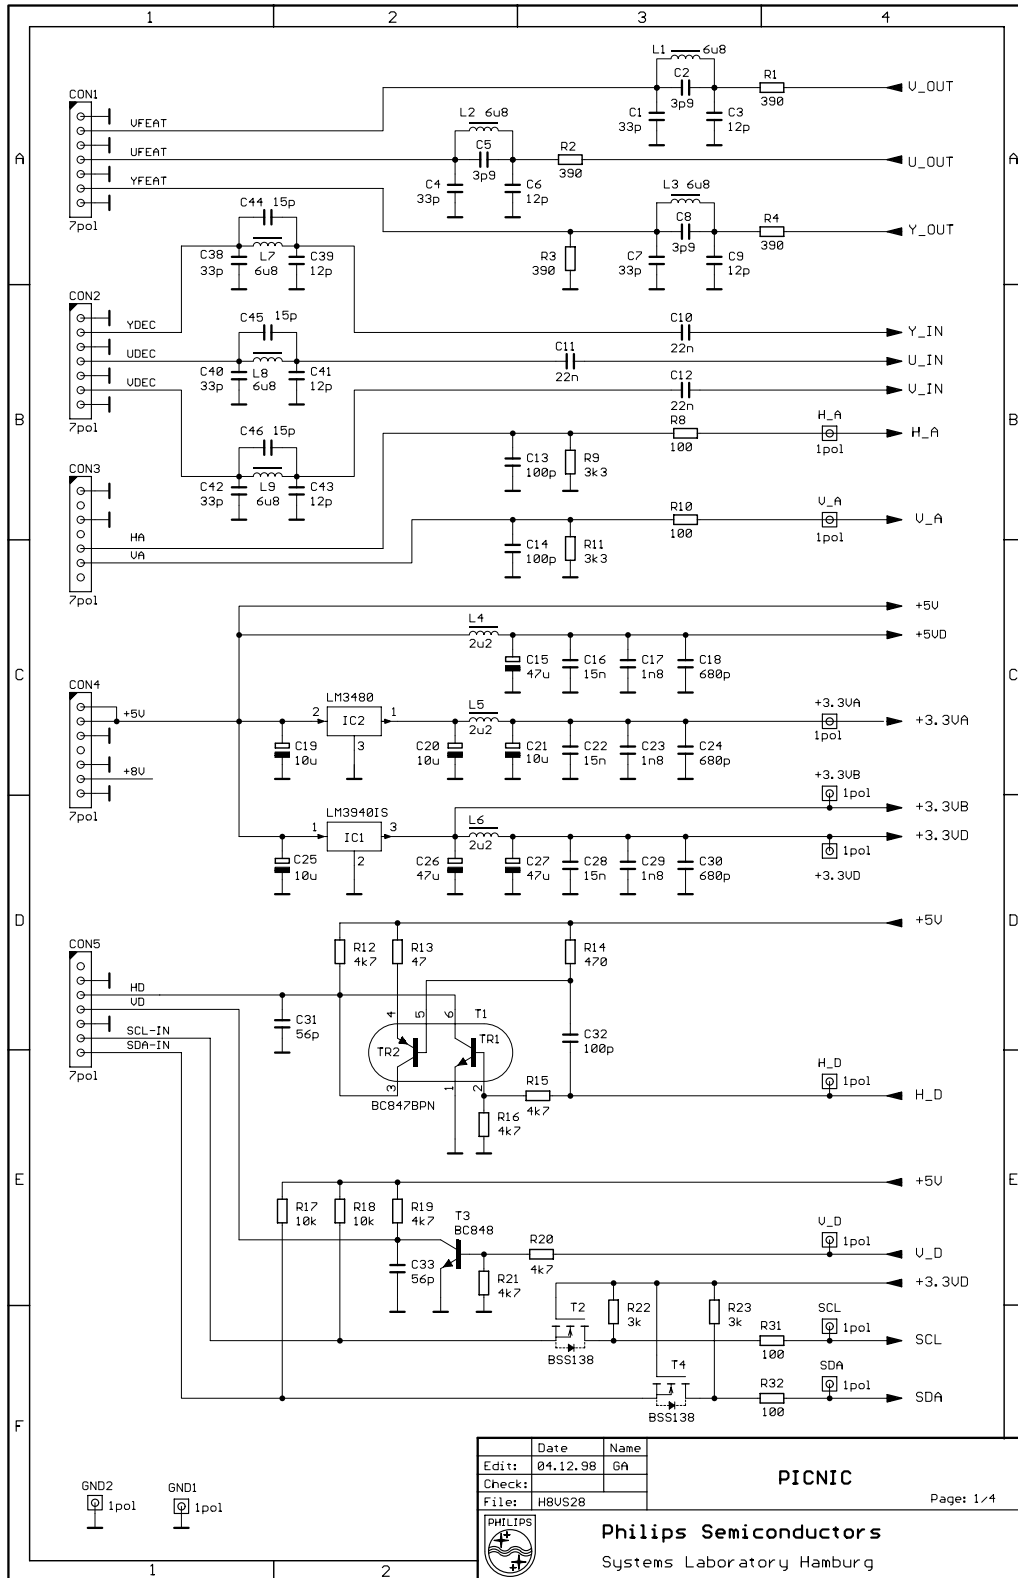 1 2 3 4
A A
B B
C C
D D
E E
F
1 2
L1 6u8
C2
3p9
R1
390
V_OUT
C1
33p
C3
12p
CON1
VFEAT
UFEAT
YFEAT
7pol
L2 6u8
C5
3p9
R2
390
U_OUT
C4
33p
C6
12p
L3 6u8
C8
3p9
R4
390
Y_OUT
R3
390
C7
33p
C9
12p
C44 15p
C38
33p
L7
6u8
C39
12p
CON2
YDEC
UDEC
VDEC
7pol
C45 15p
C40
33p
L8
6u8
C41
12p
C46 15p
C42
33p
L9
6u8
C43
12p
C10
22n
Y_IN
C11
22n
U_IN
C12
22n
V_IN
R8
100
H_A
1pol
H_A
C13
100p
R9
3k3
CON3
HA
VA
7pol
R10
100
V_A
1pol
V_A
C14
100p
R11
3k3
+5V
L4
2u2
+5VD
C15
47u
C16
15n
C17
1n8
C18
680p
CON4
+5V
+8V
7pol
LM3480
2 IC2 1
3
L5
2u2
+3.3VA
1pol
+3.3VA
C19
10u
C20
10u
C21
10u
C22
15n
C23
1n8
C24
680p
+3.3VB
1pol
+3.3VB
LM3940IS
1 IC1 3
2
L6
2u2
+3.3VD
1pol
+3.3VD
C25
10u
C26
47u
C27
47u
C28
15n
C29
1n8
C30
680p
+5V
CON5
HD
VD
SCL-IN
SDA-IN
7pol
R12
4k7
R13
47
R14
470
C31
56p
4 5 6 T1
TR2 TR1
3 1 2
BC847BPN
C32
100p
R15
4k7
R16
4k7
H_D
1pol
H_D
+5V
R17
10k
R18
10k
R19
4k7
T3
BC848
C33
56p
R20
4k7
R21
4k7
V_D
1pol
V_D
+3.3VD
T2
BSS138
R22
3k
R23
3k
SCL
1pol
R31
100
SCL
T4
BSS138
SDA
1pol
R32
100
SDA
GND2
1pol
GND1
1pol
Date Name
Edit: 04.12.98 GA
Check:
File: H8VS28
PICNIC
Page: 1/4
PHILIPS
Philips Semiconductors
Systems Laboratory Hamburg